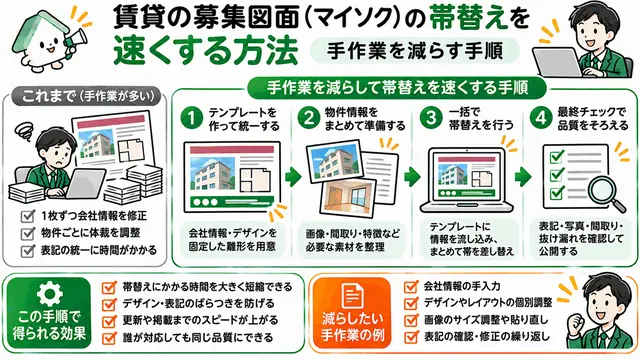 賃貸の募集図面(マイソク)の帯替えを
速くする方法
手作業を減らす手順
これまで(手作業が多い)
1枚ずつ会社情報を修正
物件ごとに体裁を調整
表記の統一に時間がかかる
手作業を減らして帯替えを速くする手順
1 テンプレートを
作って統一する
会社情報・デザインを
固定した雛形を用意
2 物件情報を
まとめて準備する
画像・間取り・特徴など
必要な素材を整理
3 一括で
帯替えを行う
テンプレートに
情報を流し込み、
まとめて帯を差し替え
4 最終チェックで
品質をそろえる
表記・写真・間取り・
抜け漏れを確認して
公開する
この手順で
得られる効果
帯替えにかかる時間を大きく短縮できる
デザイン・表記のばらつきを防げる
更新や掲載までのスピードが上がる
誰が対応しても同じ品質にできる
減らしたい
手作業の例
会社情報の手入力
デザインやレイアウトの個別調整
画像のサイズ調整や貼り直し
表記の確認・修正の繰り返し